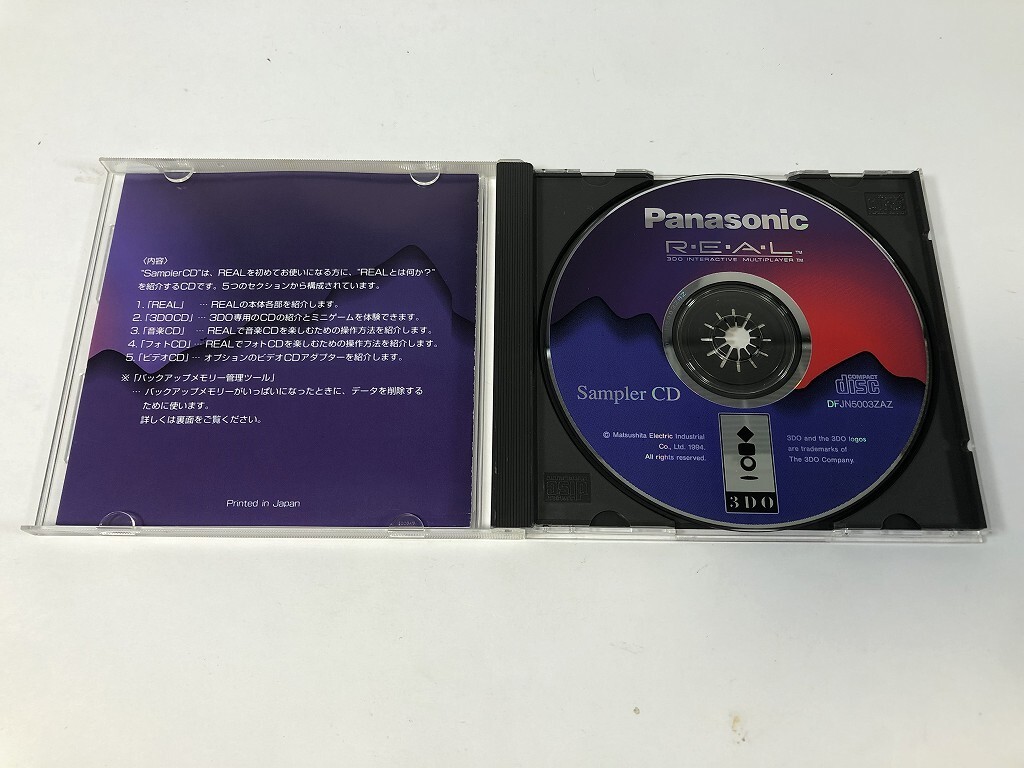 〈内容〉
"SamplerCD"は、REALを初めてお使いになる方に、"REALとは何か？"
を紹介するCDです。5つのセクションから構成されています。
1.「REAL」 … REALの本体各部を紹介します。
2.「3DOCD」… 3DO専用のCDの紹介とミニゲームを体験できます。
3.「音楽CD」 … REALで音楽CDを楽しむための操作方法を紹介します。
4.「フォトCD」… REALでフォトCDを楽しむための操作方法を紹介します。
5.「ビデオCD」… オプションのビデオCDアダプターを紹介します。
※「バックアップメモリー管理ツール」
… バックアップメモリーがいっぱいになったときに、データを削除する
ために使います。
詳しくは裏面をご覧ください。
Printed in Japan
Panasonic
R·E·A·L TM
3DO INTERACTIVE MULTIPLAYER TM
Sampler CD
COMPACT
disc
DFJN5003ZAZ
© Matsushita Electric Industrial
Co., Ltd. 1994.
All rights reserved.
3DO and the 3DO logos
are trademarks of
The 3DO Company.
3DO